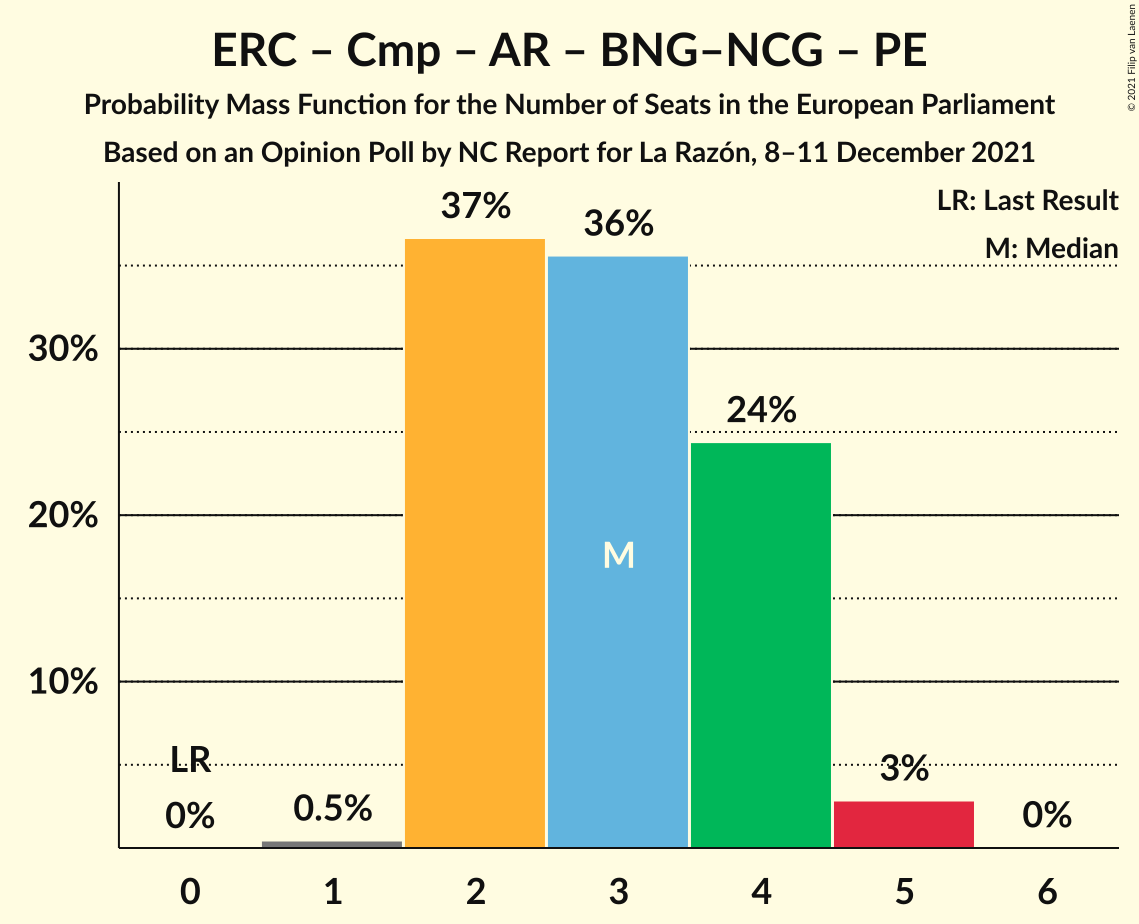 ERC – Cmp – AR – BNG–NCG – PE
Probability Mass Function for the Number of Seats in the European Parliament
Based on an Opinion Poll by NC Report for La Razón, 8–11 December 2021
© 2021 Filip van Laenen
LR: Last Result
M: Median
37%
36%
30%
24%
20%
M
10%
LR
0%
0.5%
3%
0%
0 1 2 3 4 5 6